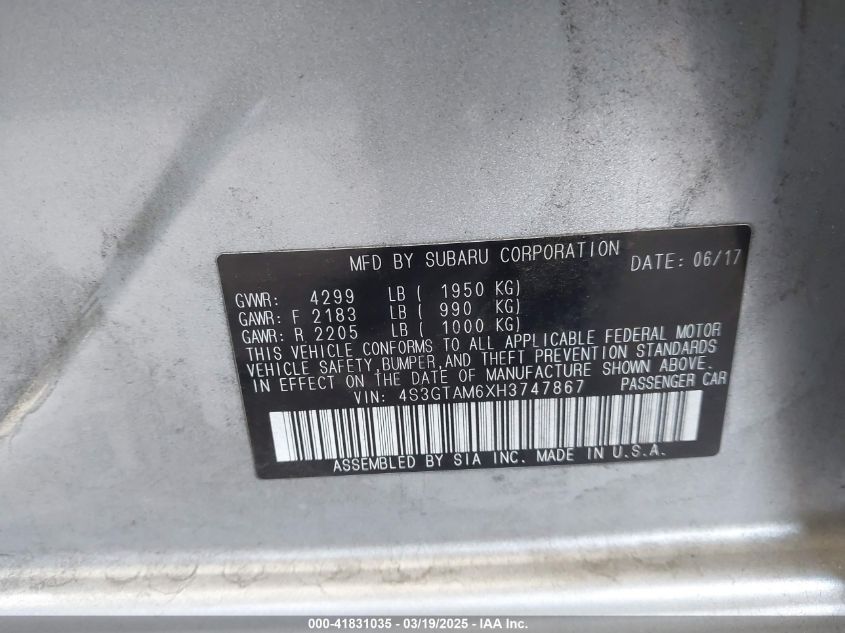 MFD BY SUBARU CORPORATION DATE: 06/17
GVWR: 4299 LB ( 1950 KG)
GAWR: F 2183 LB ( 990 KG)
GAWR: R 2205 LB ( 1000 KG)
THIS VEHICLE CONFORMS TO ALL APPLICABLE FEDERAL MOTOR
VEHICLE SAFETY, BUMPER, AND THEFT PREVENTION STANDARDS
IN EFFECT ON THE DATE OF MANUFACTURE SHOWN ABOVE.
VIN: 4S3GTAM6XH3747867 PASSENGER CAR
ASSEMBLED BY SIA INC. MADE IN U.S.A.
000-41831035 - 03/19/2025 - IAA Inc.